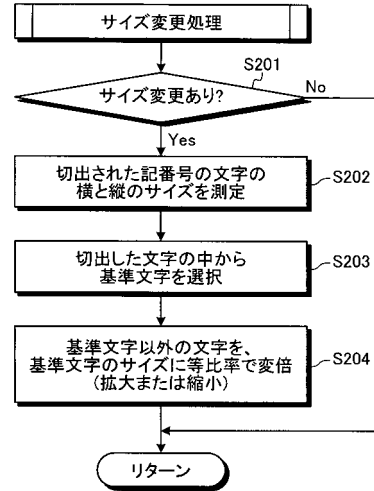 サイズ変更処理
S201
サイズ変更あり?
No
Yes
切出された記番号の文字の
横と縦のサイズを測定
S202
切出した文字の中から
基準文字を選択
S203
基準文字以外の文字を、
基準文字のサイズに等比率で変倍
(拡大または縮小)
S204
リターン